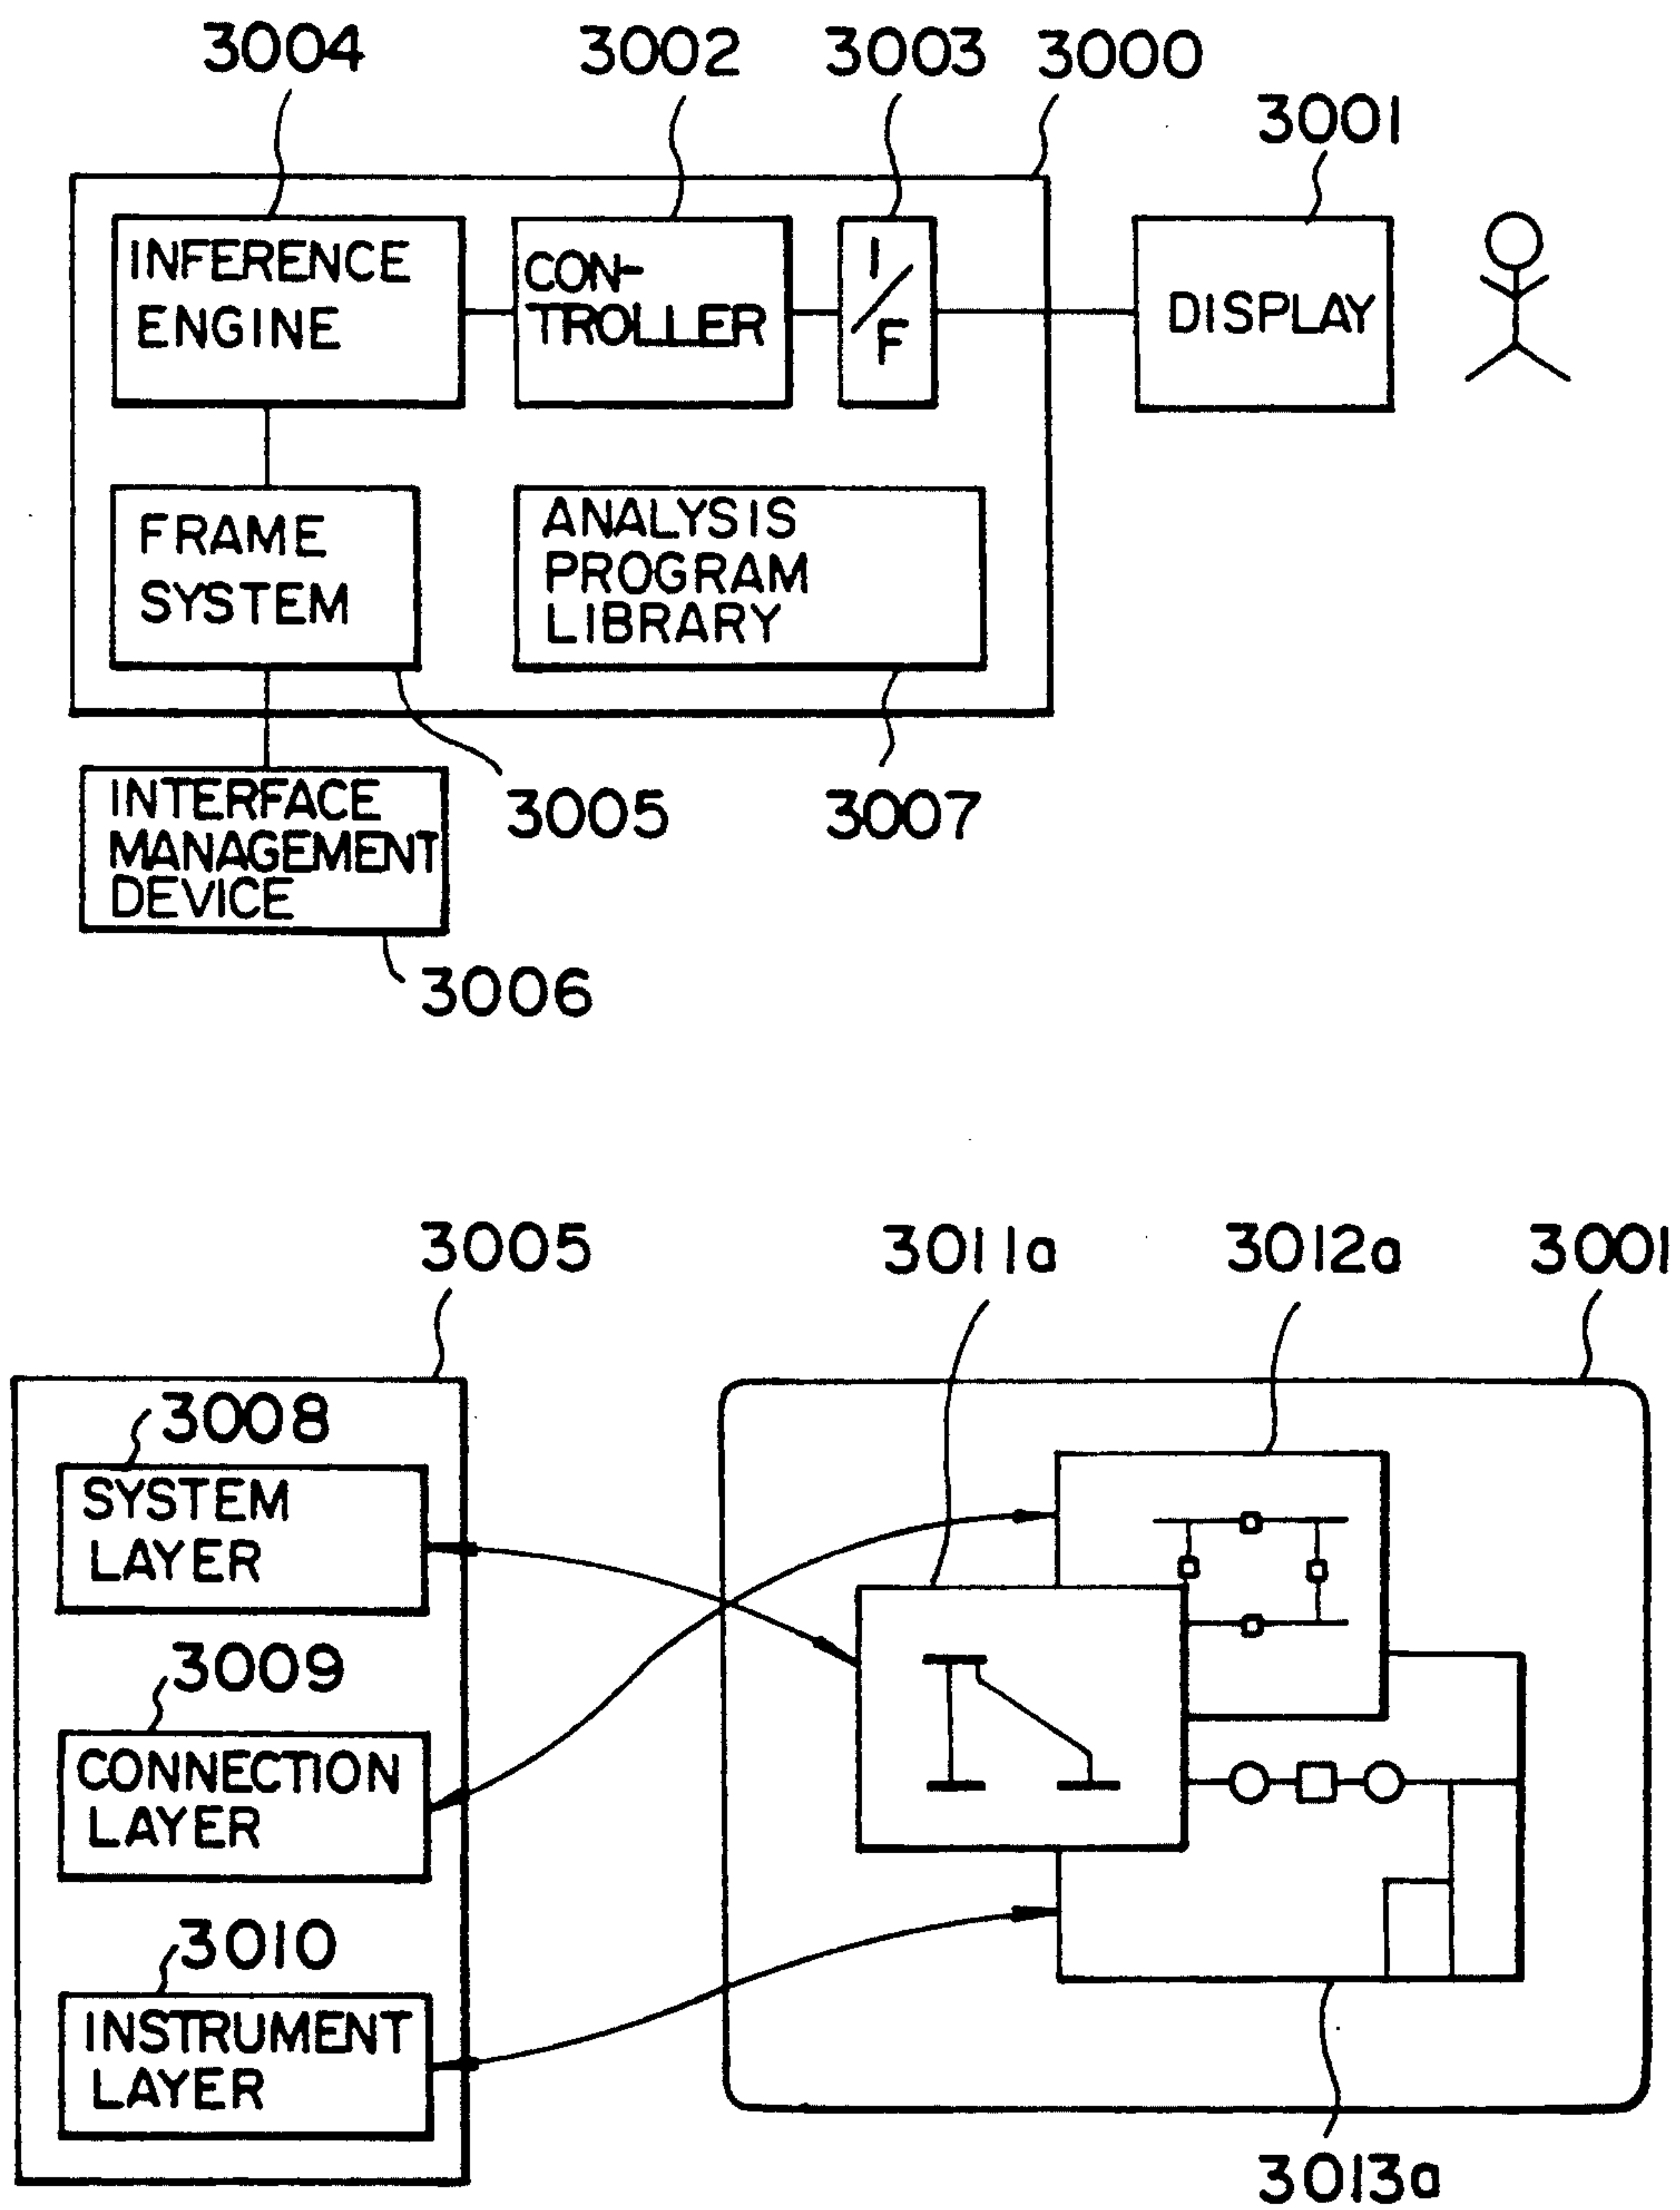 3004
3002
3003
3000
3001
INFERENCE
ENGINE
CON-
TROLLER
I/F
DISPLAY
FRAME
SYSTEM
ANALYSIS
PROGRAM
LIBRARY
INTERFACE
MANAGEMENT
DEVICE
3005
3007
3006
3005
3011a
3012a
3001
3008
SYSTEM
LAYER
3009
CONNECTION
LAYER
3010
INSTRUMENT
LAYER
3013a